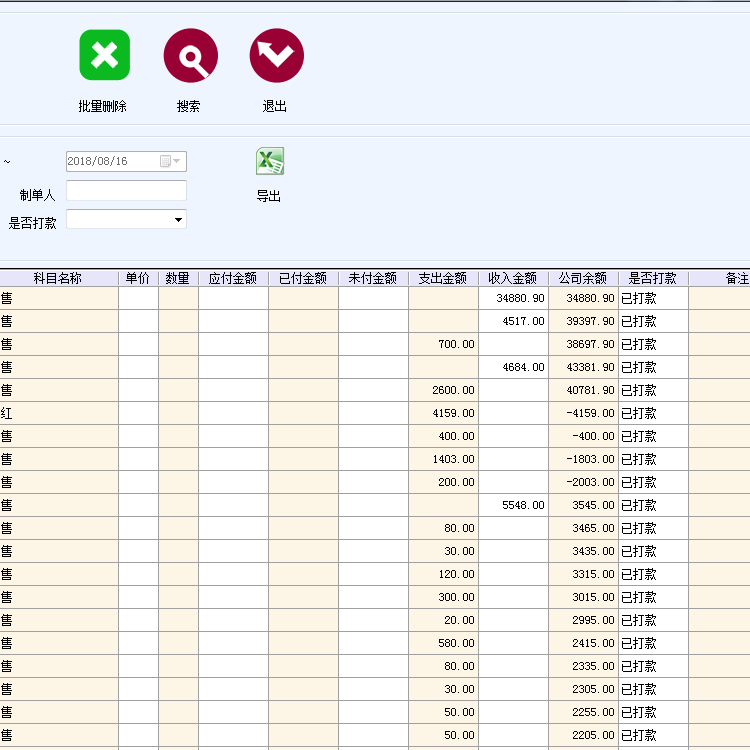 批量删除 搜索 退出
~ 2018/08/16
导出
制单人
是否打款
科目名称 单价 数量 应付金额 已付金额 未付金额 支出金额 收入金额 公司余额 是否打款 备注
售 34880.90 34880.90 已打款
售 4517.00 39397.90 已打款
售 700.00 38697.90 已打款
售 4684.00 43381.90 已打款
售 2600.00 40781.90 已打款
红 4159.00 -4159.00 已打款
售 400.00 -400.00 已打款
售 1403.00 -1803.00 已打款
售 200.00 -2003.00 已打款
售 5548.00 3545.00 已打款
售 80.00 3465.00 已打款
售 30.00 3435.00 已打款
售 120.00 3315.00 已打款
售 300.00 3015.00 已打款
售 20.00 2995.00 已打款
售 580.00 2415.00 已打款
售 80.00 2335.00 已打款
售 30.00 2305.00 已打款
售 50.00 2255.00 已打款
售 50.00 2205.00 已打款